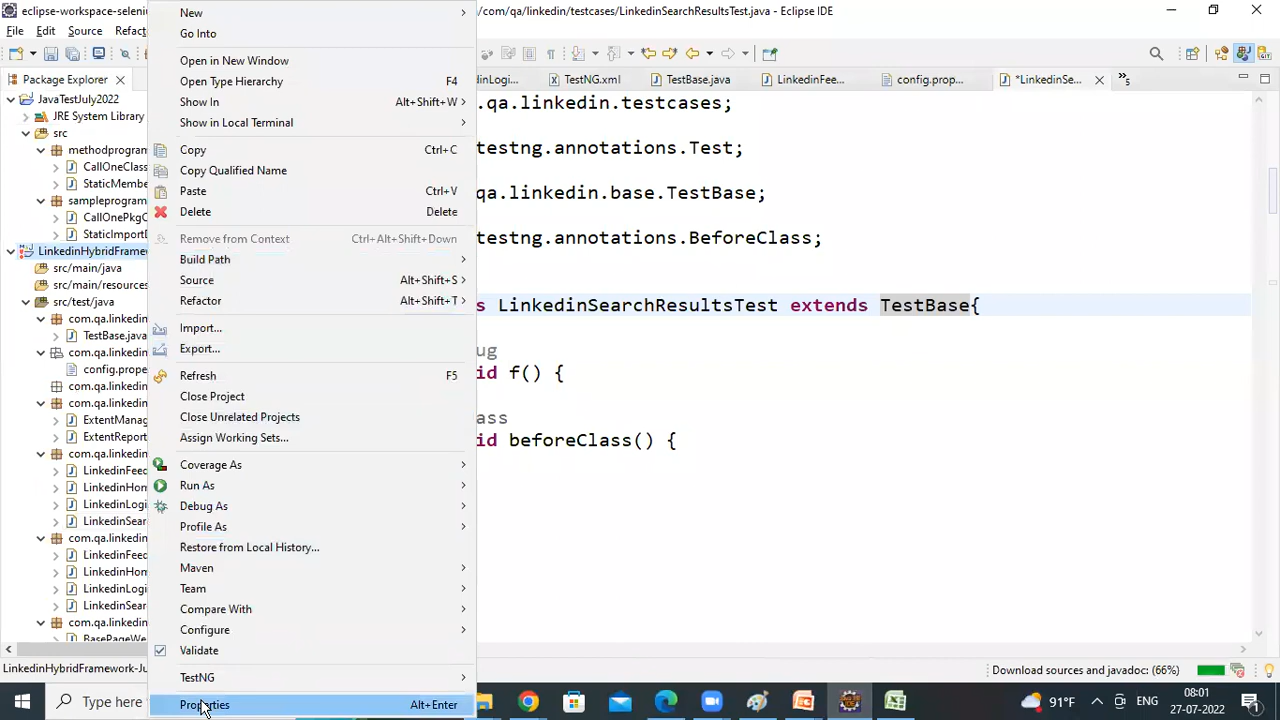 eclipse-workspace-seleni
/com/qa/linkedin/testcases/LinkedinSearchResultsTest.java - Eclipse IDE
File Edit Source Refact
Package Explorer
JavaTestJuly2022
JRE System Library
src
methodprogram
CallOneClass
StaticMembe
sampleprogram
CallOnePkgC
StaticImportD
LinkedinHybridFramew
src/main/java
src/main/resources
src/test/java
com.qa.linkedin
TestBase.java
com.qa.linkedin
config.prope
com.qa.linkedin
com.qa.linkedin
ExtentManag
ExtentReport
com.qa.linkedin
LinkedinFeed
LinkedinHom
LinkedinLogi
LinkedinSear
com.qa.linkedin
LinkedinFeed
LinkedinHom
LinkedinLogi
LinkedinSear
com.qa.linkedin
BasePageWe
LinkedinHybridFramework-Ju
New
Go Into
Open in New Window
Open Type Hierarchy F4
Show In Alt+Shift+W
Show in Local Terminal
Copy Ctrl+C
Copy Qualified Name
Paste Ctrl+V
Delete Delete
Remove from Context Ctrl+Alt+Shift+Down
Build Path
Source Alt+Shift+S
Refactor Alt+Shift+T
Import...
Export...
Refresh F5
Close Project
Close Unrelated Projects
Assign Working Sets...
Coverage As
Run As
Debug As
Profile As
Restore from Local History...
Maven
Team
Compare With
Configure
Validate
TestNG
Properties Alt+Enter
nLogi... TestNG.xml TestBase.java LinkedinFee... config.prop... *LinkedinSe... »5
.qa.linkedin.testcases;
testng.annotations.Test;
qa.linkedin.base.TestBase;
testng.annotations.BeforeClass;
s LinkedinSearchResultsTest extends TestBase{
ug
id f() {
ass
id beforeClass() {
Download sources and javadoc: (66%)
Type here
91°F
08:01
27-07-2022
1